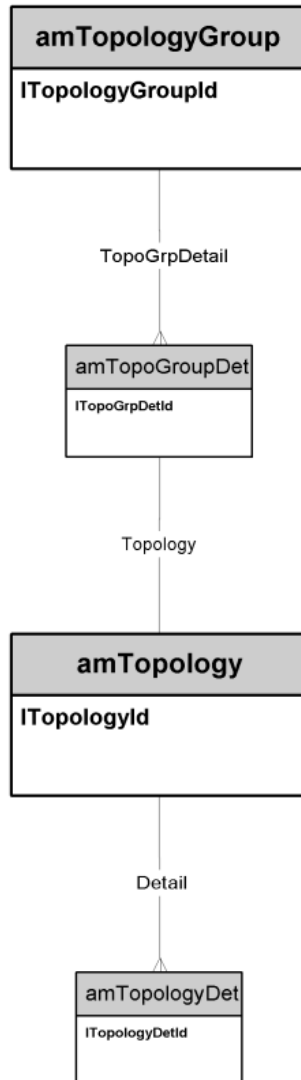 amTopologyGroup
lTopologyGroupId
TopoGrpDetail
amTopoGroupDet
lTopoGrpDetId
Topology
amTopology
lTopologyId
Detail
amTopologyDet
lTopologyDetId